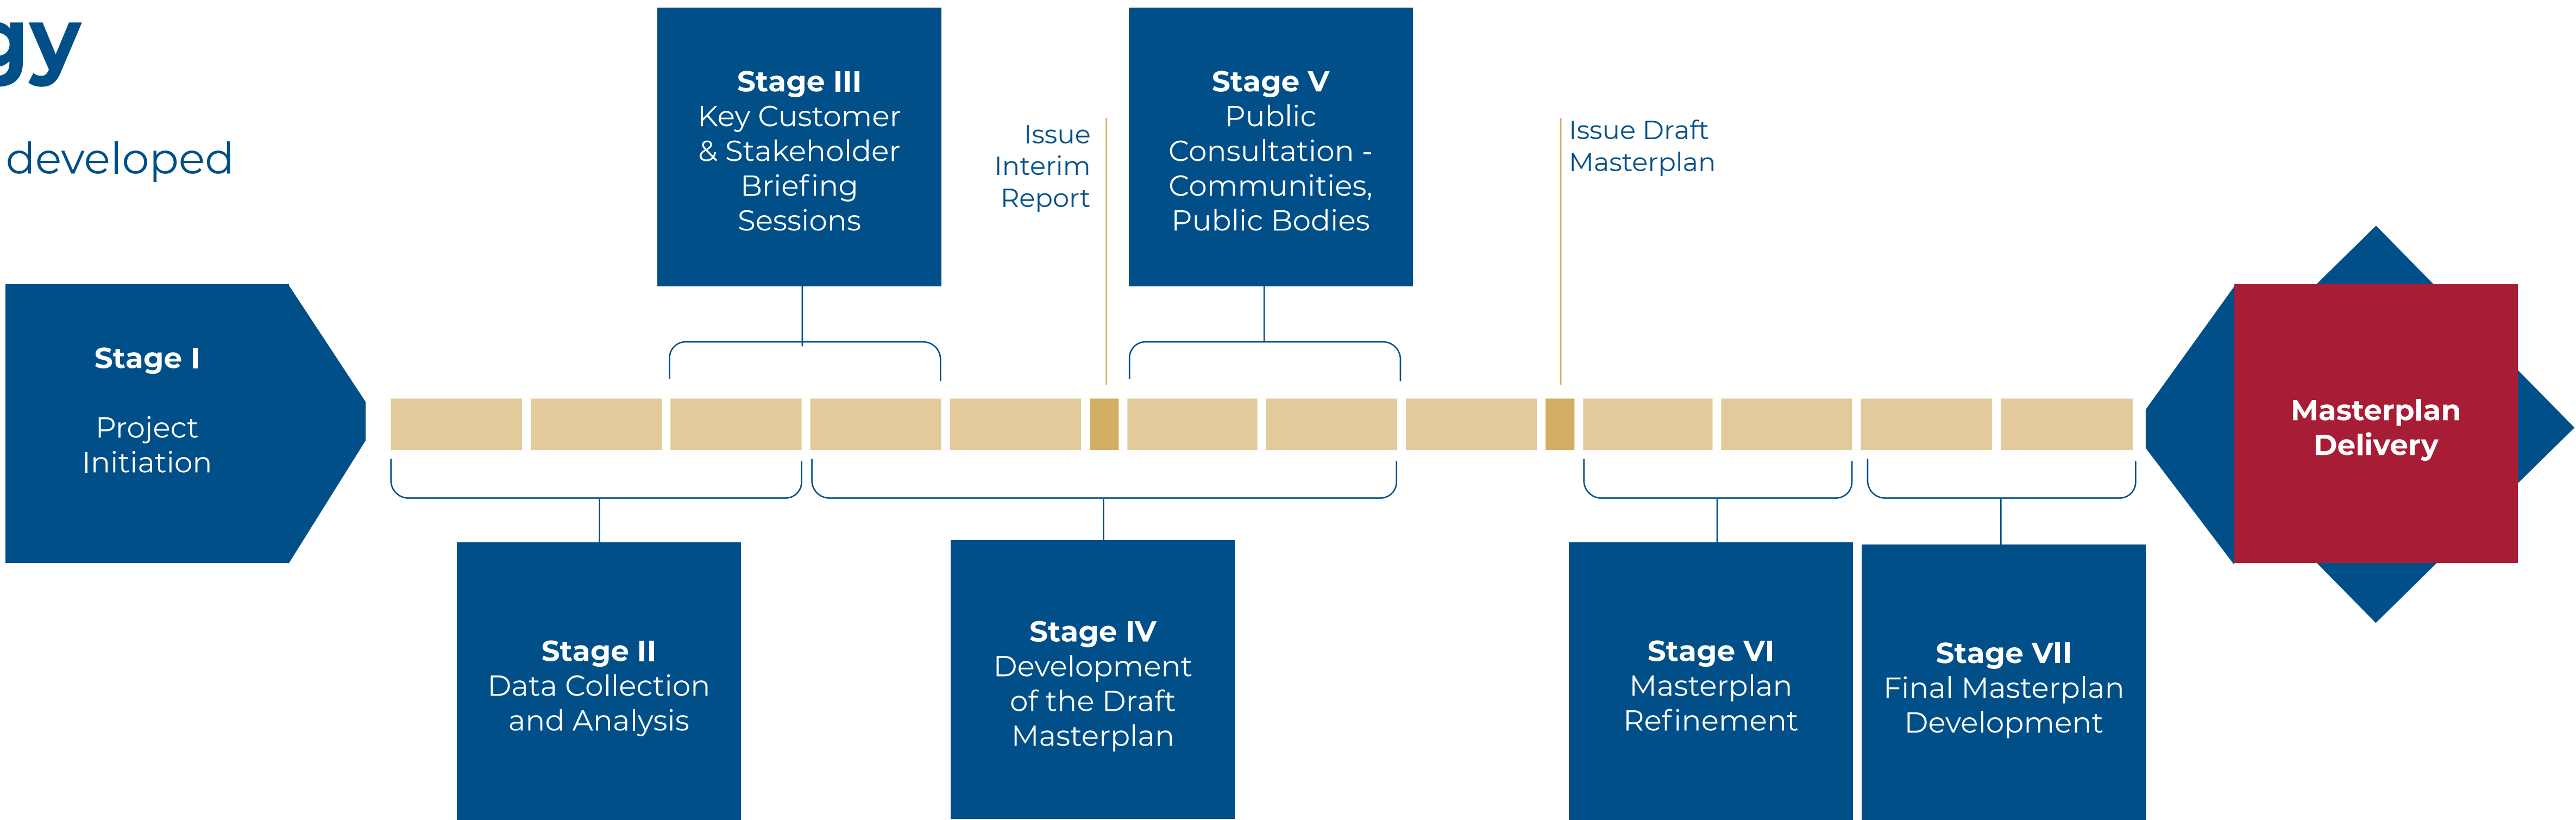 gy
developed
Stage I
Project
Initiation
Stage II
Data Collection
and Analysis
Stage III
Key Customer
& Stakeholder
Briefing
Sessions
Issue
Interim
Report
Stage IV
Development
of the Draft
Masterplan
Stage V
Public
Consultation -
Communities,
Public Bodies
Issue Draft
Masterplan
Stage VI
Masterplan
Refinement
Stage VII
Final Masterplan
Development
Masterplan
Delivery